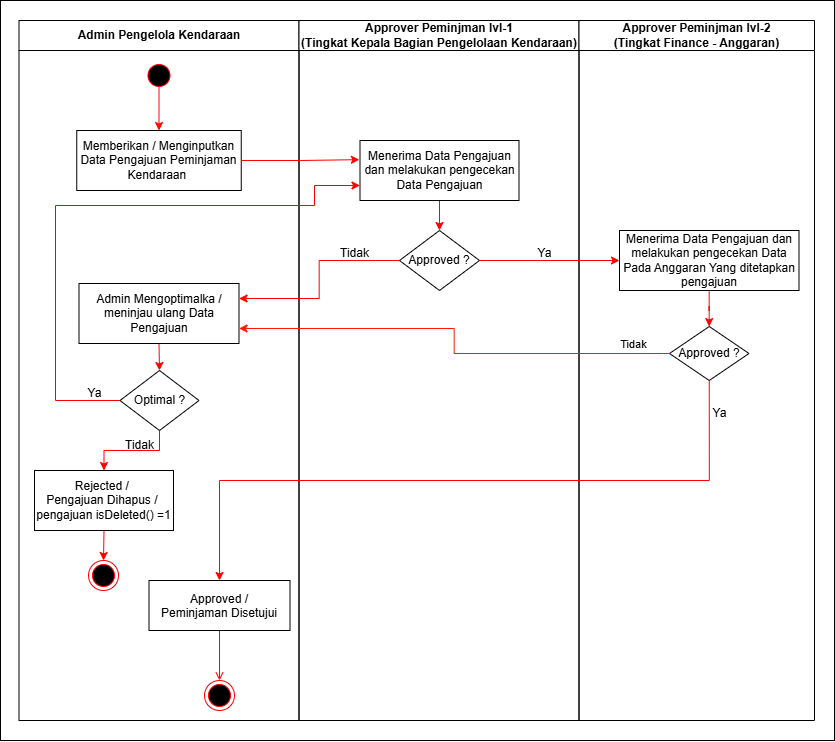 Admin Pengelola Kendaraan
Approver Peminjman lvl-1
(Tingkat Kepala Bagian Pengelolaan Kendaraan)
Approver Peminjman lvl-2
(Tingkat Finance - Anggaran)
Memberikan / Menginputkan
Data Pengajuan Peminjaman
Kendaraan
Menerima Data Pengajuan
dan melakukan pengecekan
Data Pengajuan
Approved ?
Tidak
Ya
Menerima Data Pengajuan dan
melakukan pengecekan Data
Pada Anggaran Yang ditetapkan
pengajuan
Approved ?
Tidak
Ya
Admin Mengoptimalka /
meninjau ulang Data
Pengajuan
Optimal ?
Ya
Tidak
Rejected /
Pengajuan Dihapus /
pengajuan isDeleted() =1
Approved /
Peminjaman Disetujui